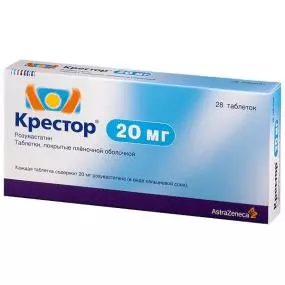 28 таблеток
Крестор® 20 мг
Розувастатин
Таблетки, покрытые плёночной оболочкой
Каждая таблетка содержит 20 мг розувастатина (в виде кальциевой соли).
AstraZeneca